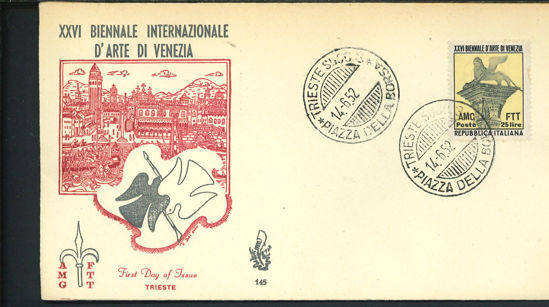 XXVI BIENNALE INTERNAZIONALE
D'ARTE DI VENEZIA
XXVI BIENNALE D'ARTE DI VENEZIA
AMG FTT
Poste 25 lire
REPUBBLICA ITALIANA
TRIESTE SUCC. 5
14·6·52
*PIAZZA DELLA BORSA*
TRIESTE
14·6·52
*PIAZZA DELLA BORSA
AMG
FTT
First Day of Issue
TRIESTE
145